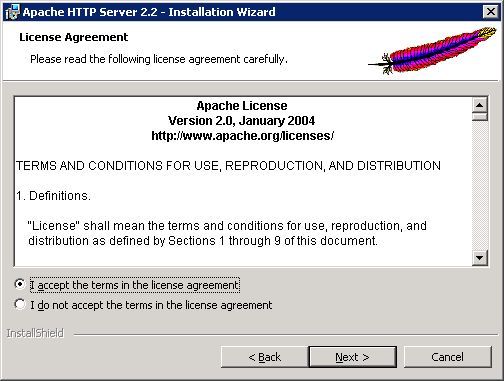 Apache HTTP Server 2.2 - Installation Wizard
License Agreement
Please read the following license agreement carefully.
Apache License
Version 2.0, January 2004
http://www.apache.org/licenses/
TERMS AND CONDITIONS FOR USE, REPRODUCTION, AND DISTRIBUTION
1. Definitions.
"License" shall mean the terms and conditions for use, reproduction, and
distribution as defined by Sections 1 through 9 of this document.
I accept the terms in the license agreement
I do not accept the terms in the license agreement
InstallShield
< Back Next > Cancel